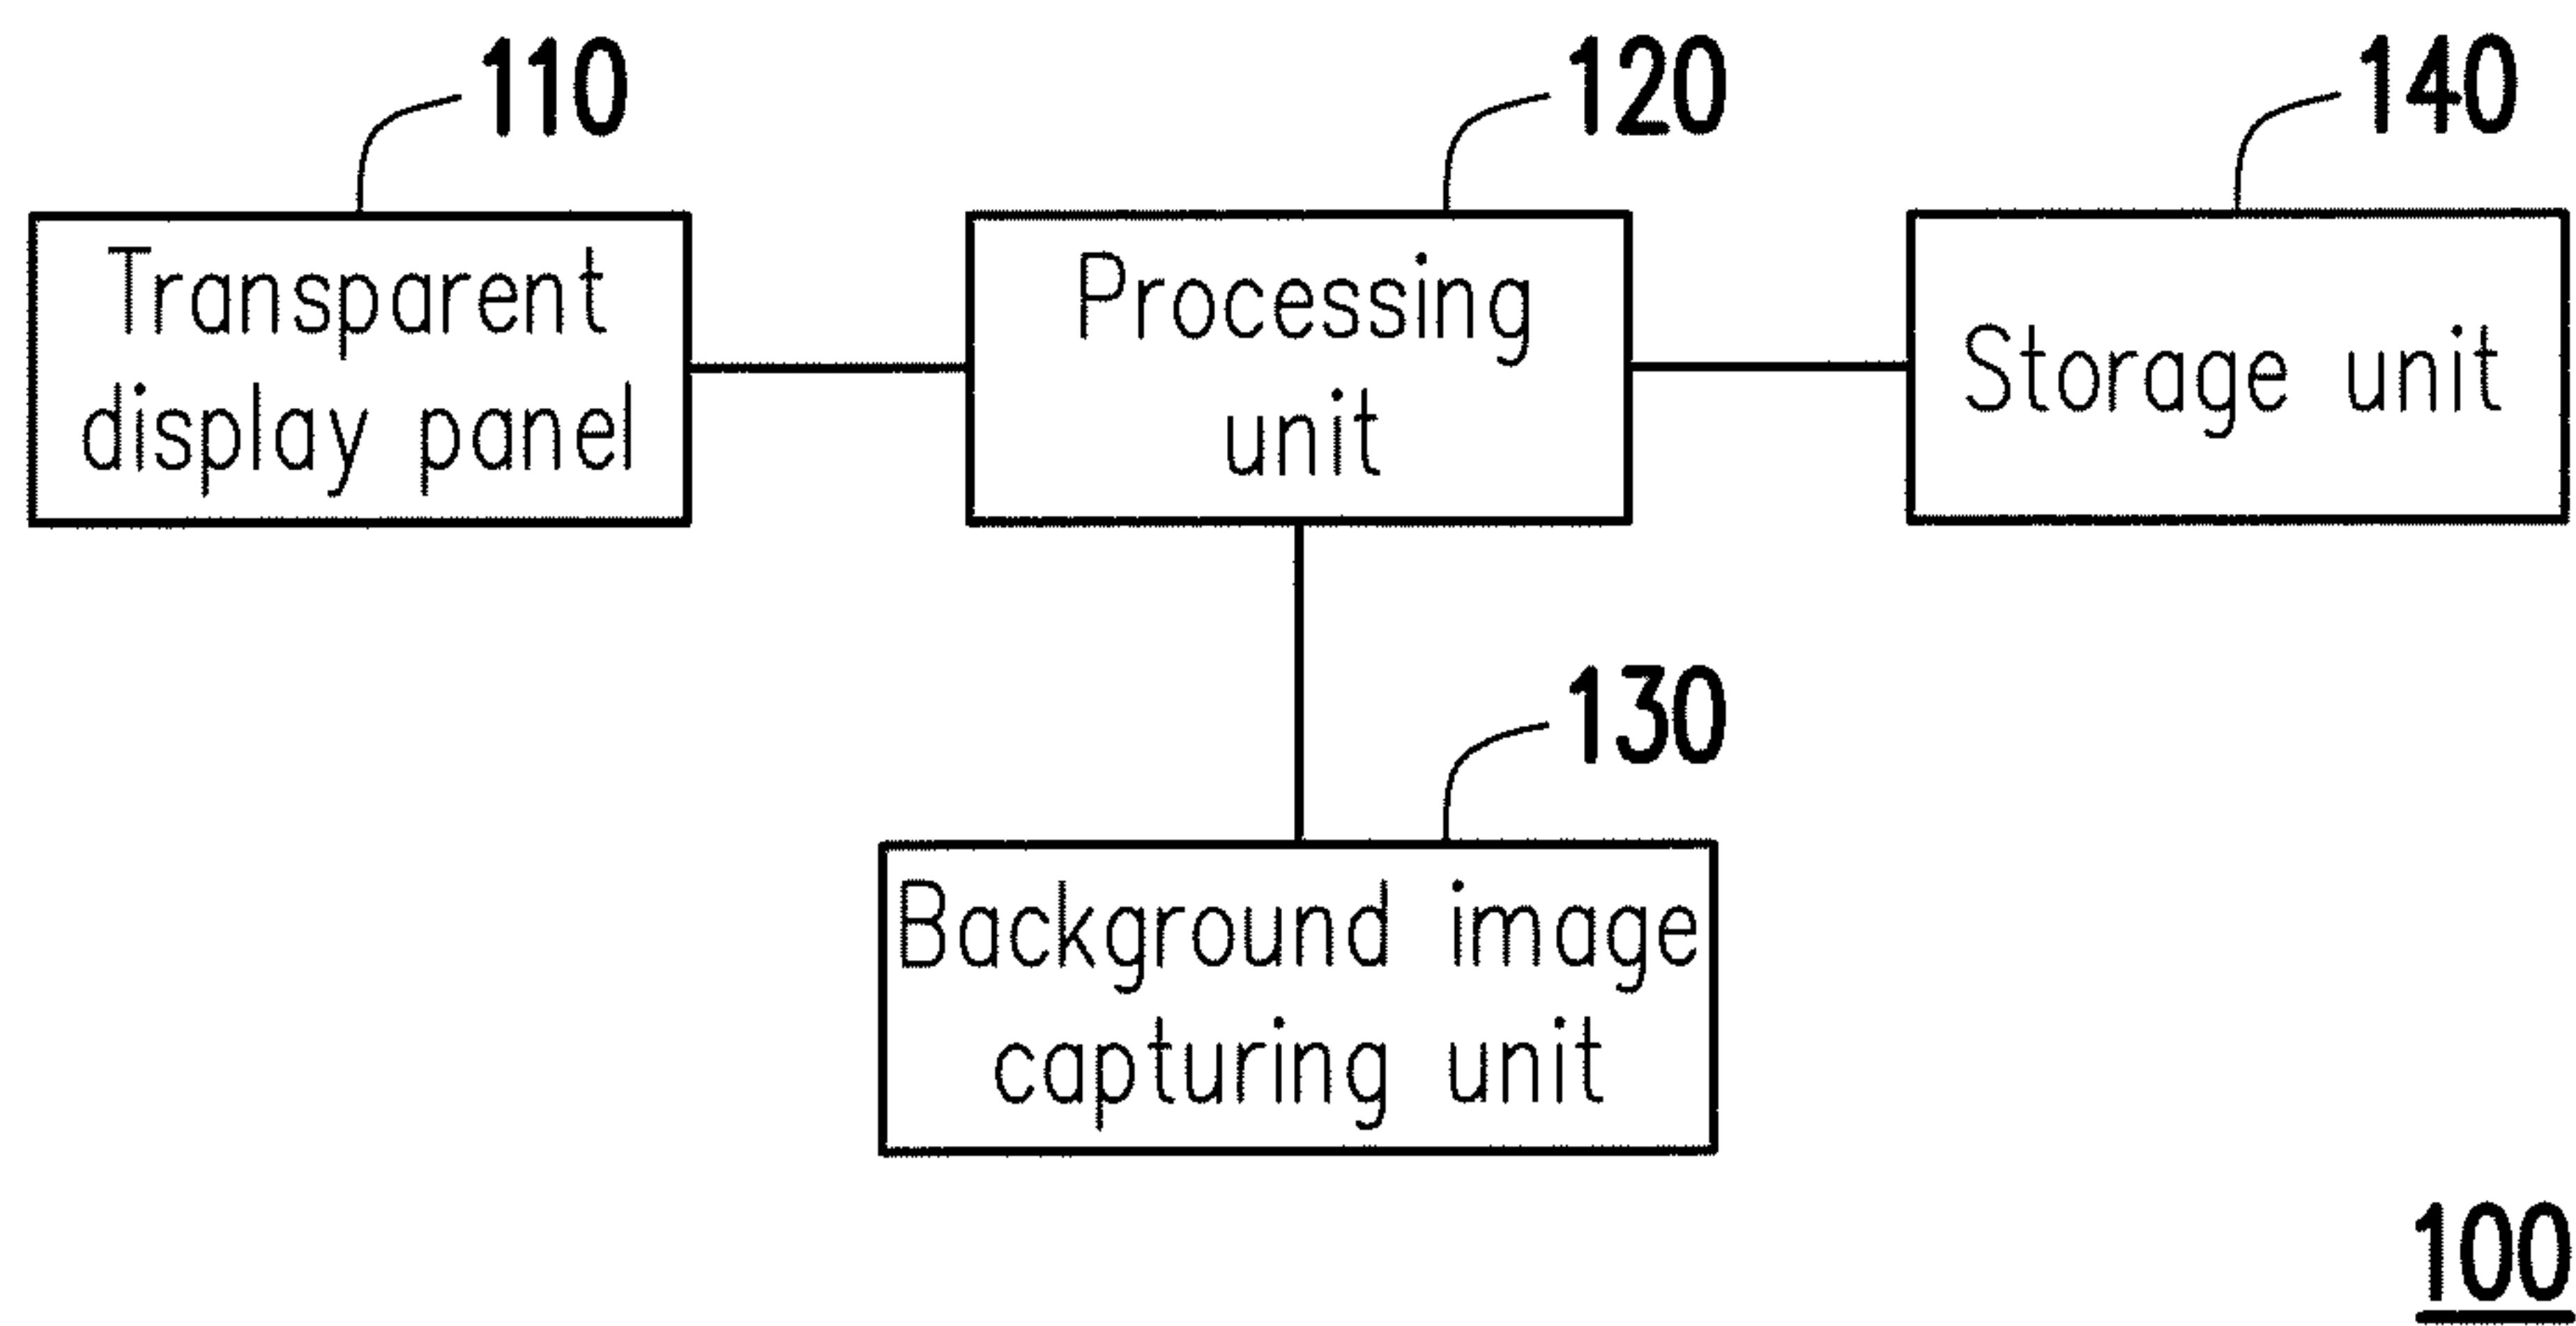 110
120
140
Transparent
display panel
Processing
unit
Storage unit
130
Background image
capturing unit
100